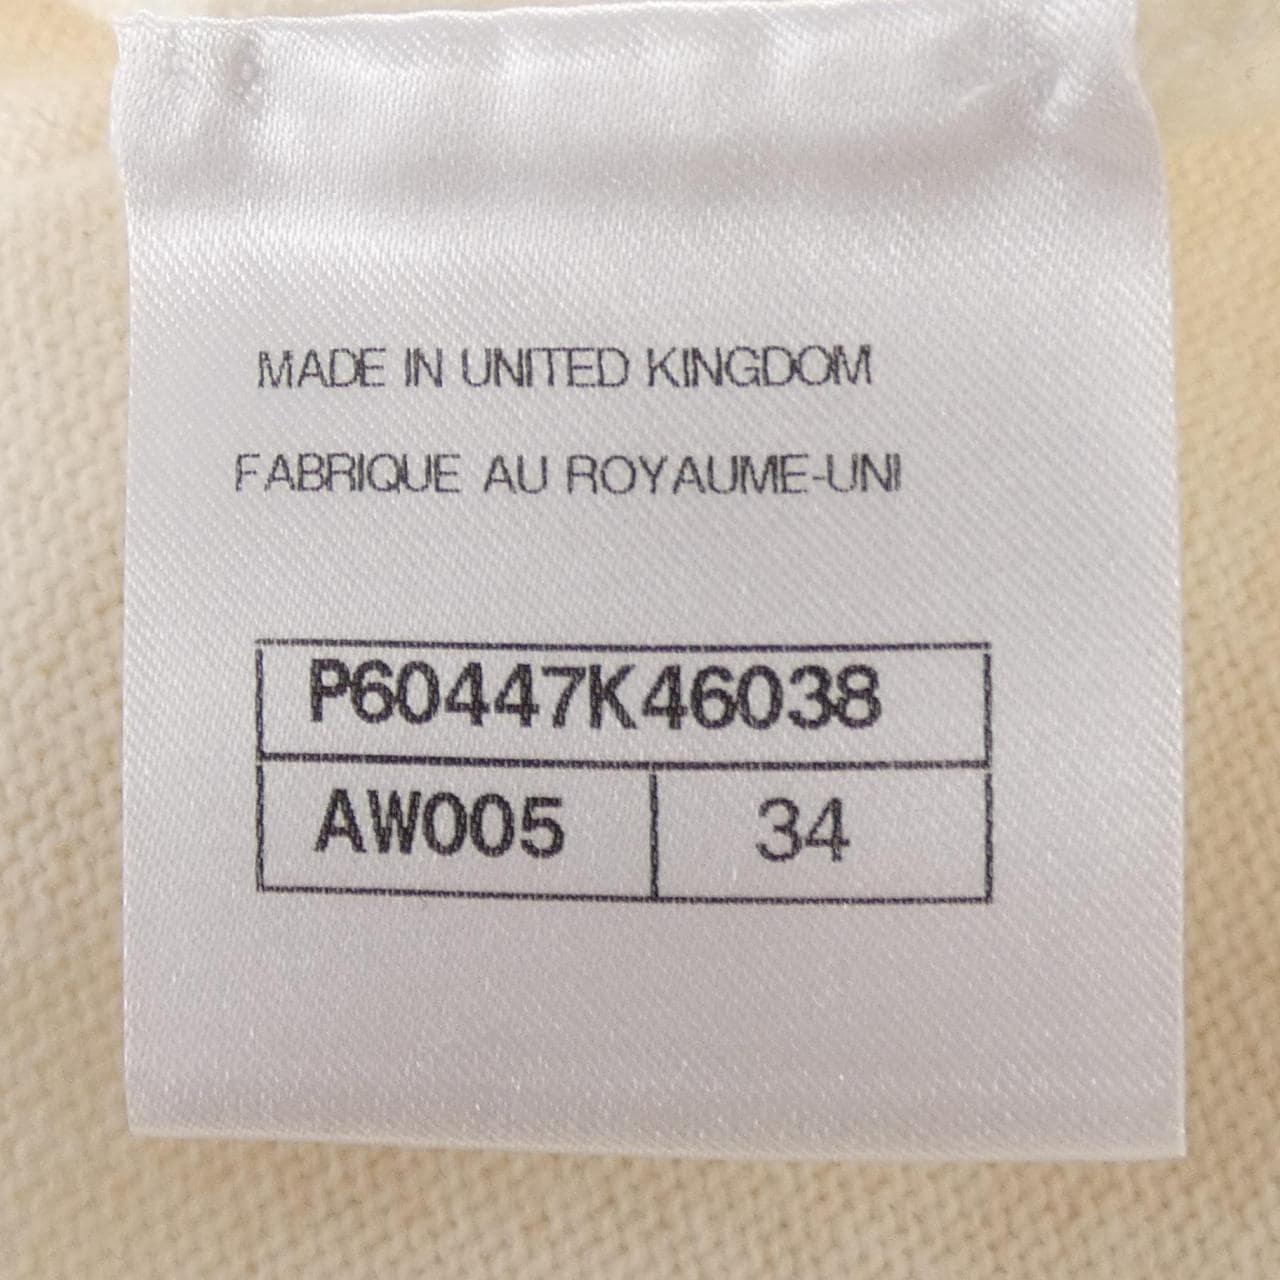 MADE IN UNITED KINGDOM
FABRIQUE AU ROYAUME-UNI
P60447K46038
AW005 34